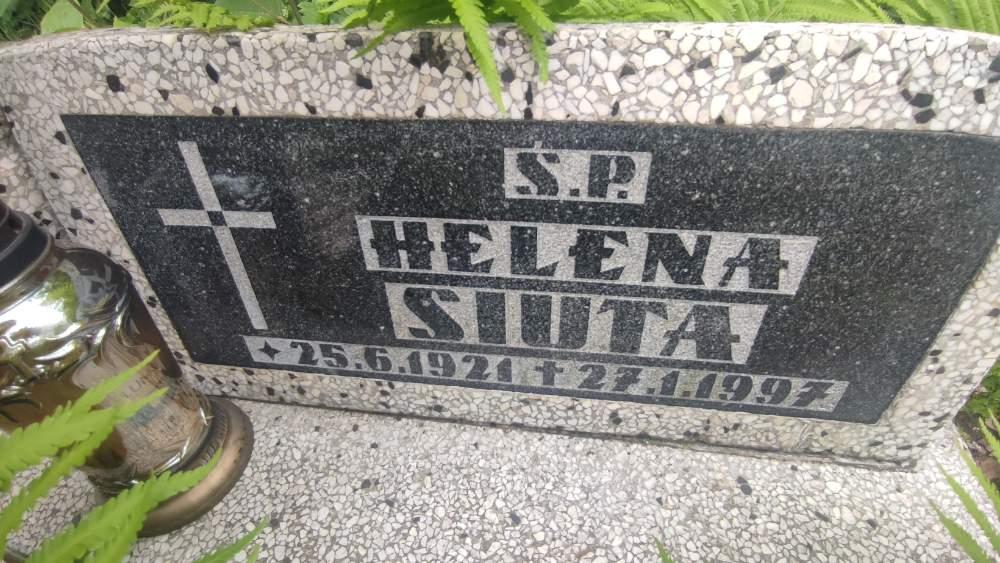 Ś.P.
HELENA
SIUTA
✦ 25.6.1921 ✝ 27.1.1997